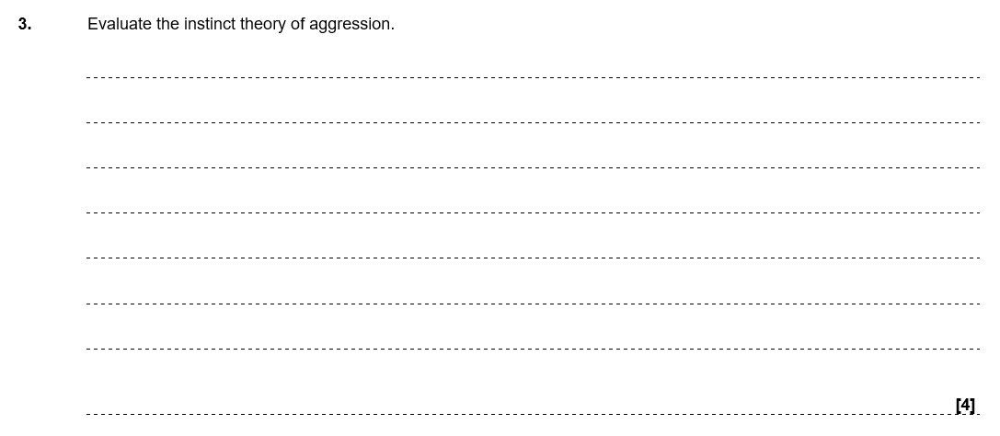 3. Evaluate the instinct theory of aggression.
[4]